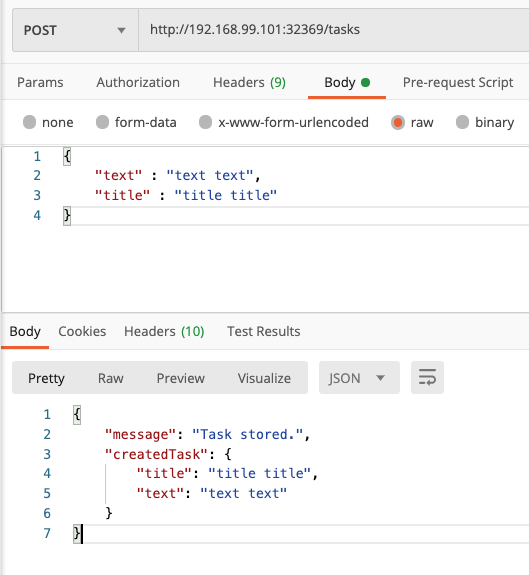 POST http://192.168.99.101:32369/tasks
Params Authorization Headers (9) Body Pre-request Script
none form-data x-www-form-urlencoded raw binary
1 {
2 "text" : "text text",
3 "title" : "title title"
4 }
Body Cookies Headers (10) Test Results
Pretty Raw Preview Visualize JSON
1 {
2 "message": "Task stored.",
3 "createdTask": {
4 "title": "title title",
5 "text": "text text"
6 }
7 }